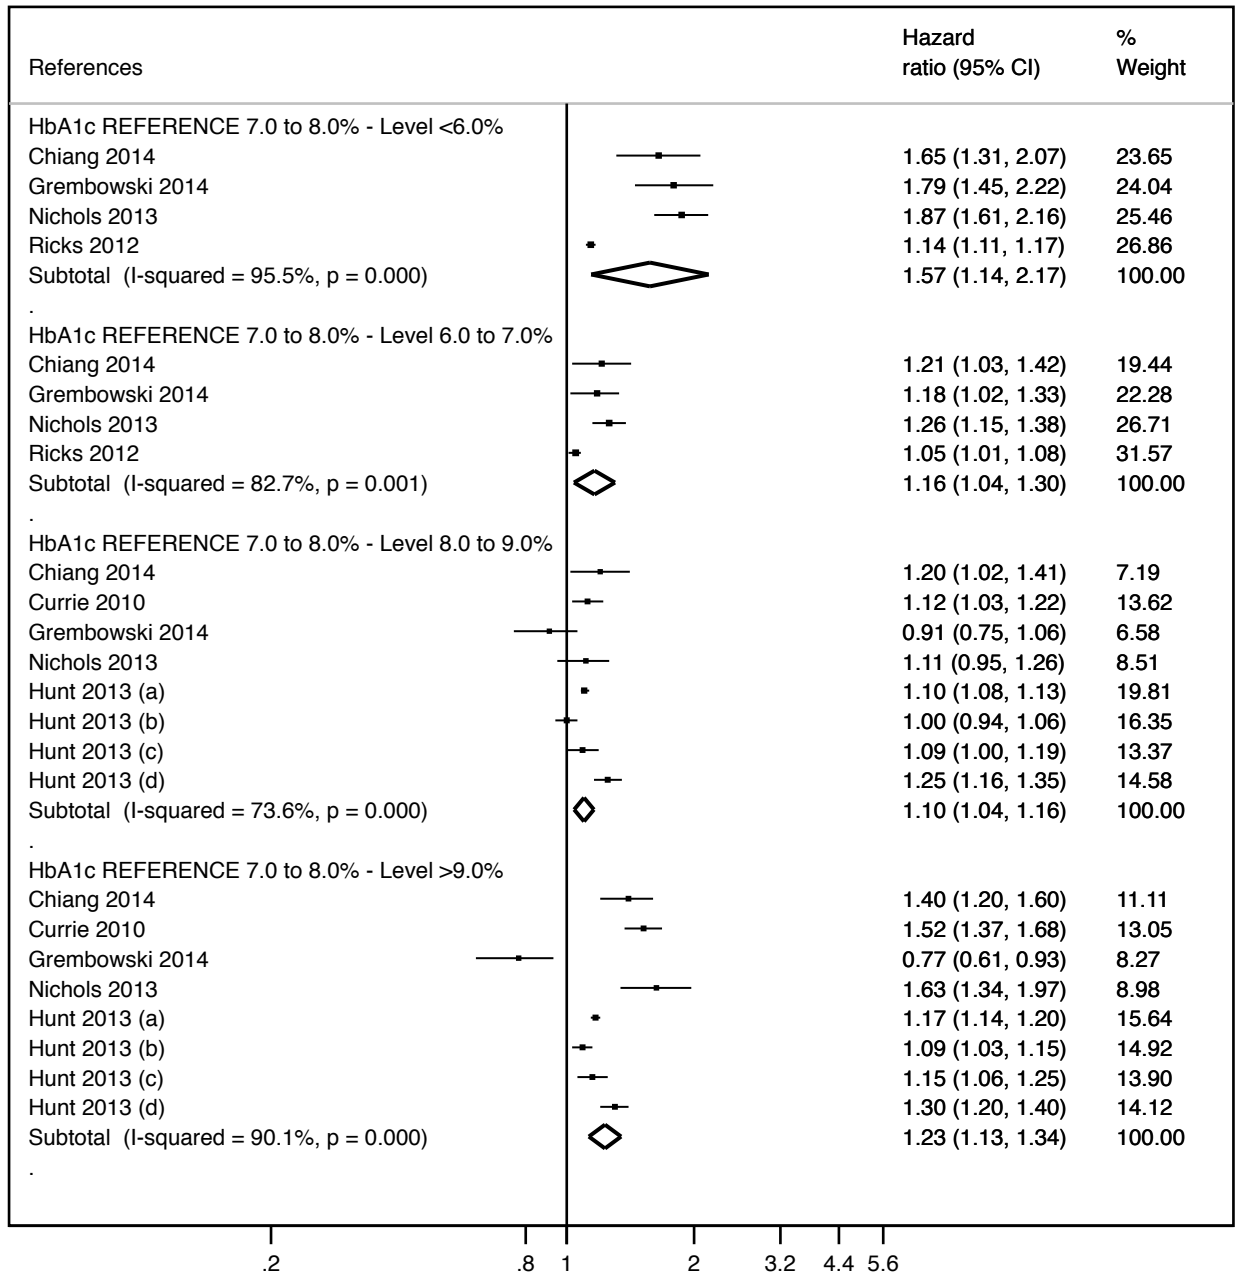 References Hazard ratio (95% CI) % Weight
HbA1c REFERENCE 7.0 to 8.0% - Level <6.0%
Chiang 2014 1.65 (1.31, 2.07) 23.65
Grembowski 2014 1.79 (1.45, 2.22) 24.04
Nichols 2013 1.87 (1.61, 2.16) 25.46
Ricks 2012 1.14 (1.11, 1.17) 26.86
Subtotal (I-squared = 95.5%, p = 0.000) 1.57 (1.14, 2.17) 100.00
.
HbA1c REFERENCE 7.0 to 8.0% - Level 6.0 to 7.0%
Chiang 2014 1.21 (1.03, 1.42) 19.44
Grembowski 2014 1.18 (1.02, 1.33) 22.28
Nichols 2013 1.26 (1.15, 1.38) 26.71
Ricks 2012 1.05 (1.01, 1.08) 31.57
Subtotal (I-squared = 82.7%, p = 0.001) 1.16 (1.04, 1.30) 100.00
.
HbA1c REFERENCE 7.0 to 8.0% - Level 8.0 to 9.0%
Chiang 2014 1.20 (1.02, 1.41) 7.19
Currie 2010 1.12 (1.03, 1.22) 13.62
Grembowski 2014 0.91 (0.75, 1.06) 6.58
Nichols 2013 1.11 (0.95, 1.26) 8.51
Hunt 2013 (a) 1.10 (1.08, 1.13) 19.81
Hunt 2013 (b) 1.00 (0.94, 1.06) 16.35
Hunt 2013 (c) 1.09 (1.00, 1.19) 13.37
Hunt 2013 (d) 1.25 (1.16, 1.35) 14.58
Subtotal (I-squared = 73.6%, p = 0.000) 1.10 (1.04, 1.16) 100.00
.
HbA1c REFERENCE 7.0 to 8.0% - Level >9.0%
Chiang 2014 1.40 (1.20, 1.60) 11.11
Currie 2010 1.52 (1.37, 1.68) 13.05
Grembowski 2014 0.77 (0.61, 0.93) 8.27
Nichols 2013 1.63 (1.34, 1.97) 8.98
Hunt 2013 (a) 1.17 (1.14, 1.20) 15.64
Hunt 2013 (b) 1.09 (1.03, 1.15) 14.92
Hunt 2013 (c) 1.15 (1.06, 1.25) 13.90
Hunt 2013 (d) 1.30 (1.20, 1.40) 14.12
Subtotal (I-squared = 90.1%, p = 0.000) 1.23 (1.13, 1.34) 100.00
.
.2 .8 1 2 3.2 4.4 5.6